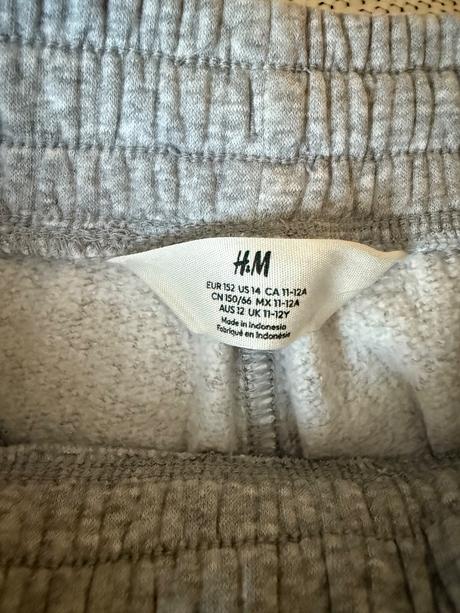 H&M
EUR 152 US 14 CA 11-12A
CN 150/66 MX 11-12A
AUS 12 UK 11-12Y
Made in Indonesia
Fabriqué en Indonésie